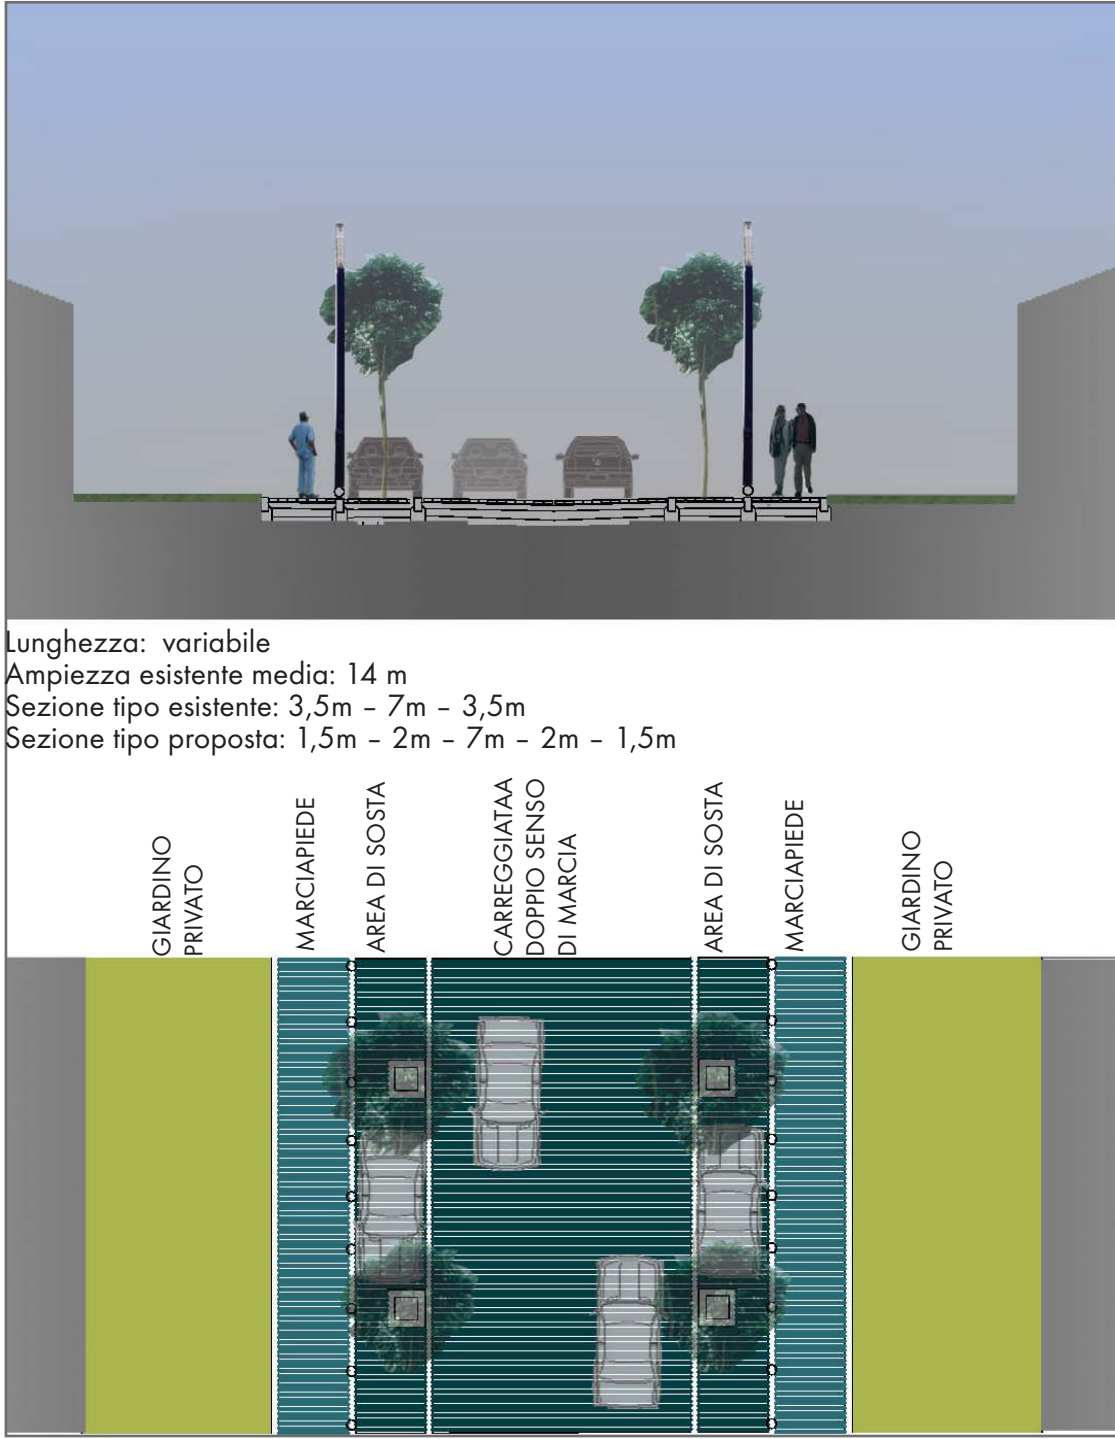 Lunghezza: variabile
Ampiezza esistente media: 14 m
Sezione tipo esistente: 3,5m – 7m – 3,5m
Sezione tipo proposta: 1,5m – 2m – 7m – 2m – 1,5m
GIARDINO
PRIVATO
MARCIAPIEDE
AREA DI SOSTA
CARREGGIATAA
DOPPIO SENSO
DI MARCIA
AREA DI SOSTA
MARCIAPIEDE
GIARDINO
PRIVATO